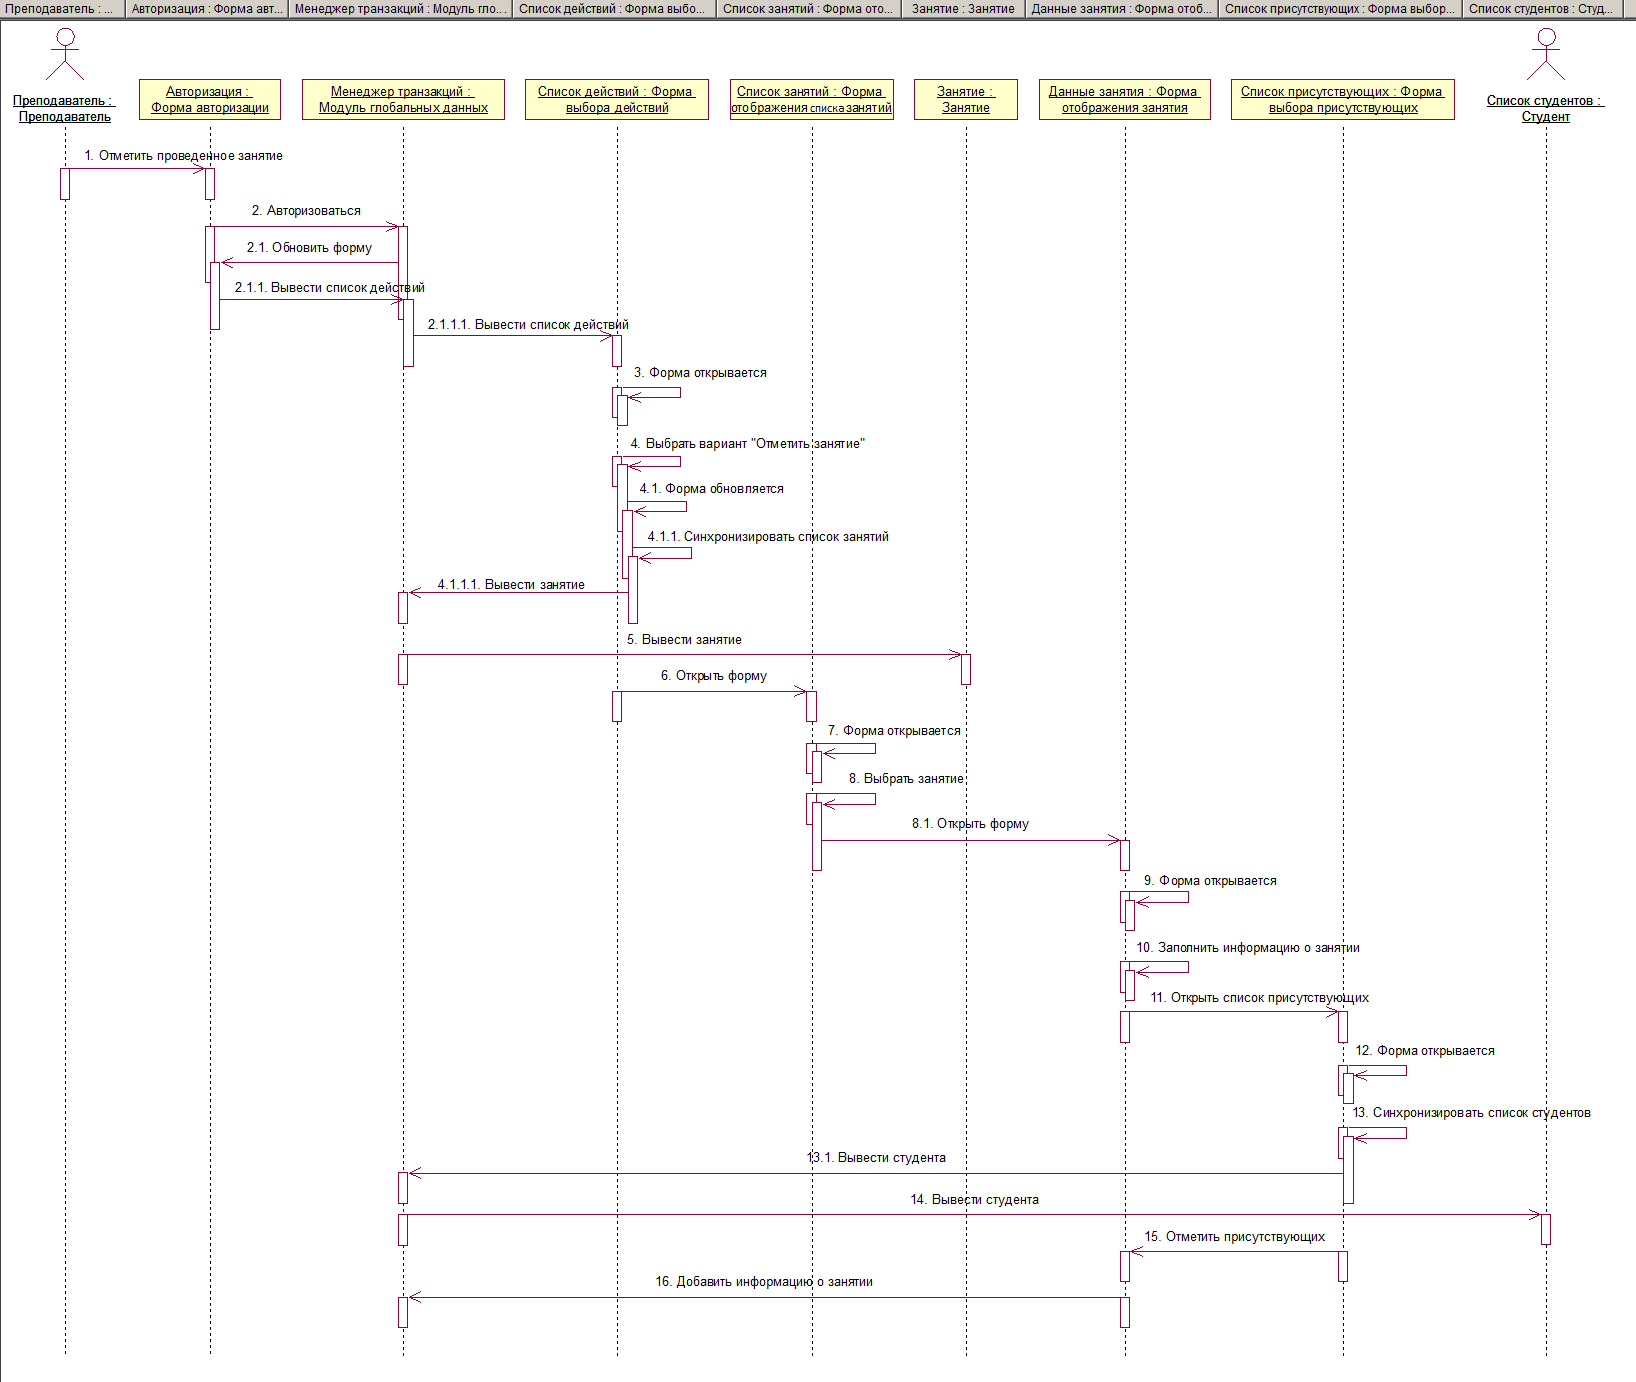 Преподаватель : ...
Авторизация : Форма авт...
Менеджер транзакций : Модуль гло...
Список действий : Форма выбо...
Список занятий : Форма ото...
Занятие : Занятие
Данные занятия : Форма отоб...
Список присутствующих : Форма выбор...
Список студентов : Студ...
Преподаватель :
Преподаватель
Авторизация :
Форма авторизации
Менеджер транзакций :
Модуль глобальных данных
Список действий : Форма
выбора действий
Список занятий : Форма
отображения списка занятий
Занятие :
Занятие
Данные занятия : Форма
отображения занятия
Список присутствующих : Форма
выбора присутствующих
Список студентов :
Студент
1. Отметить проведенное занятие
2. Авторизоваться
2.1. Обновить форму
2.1.1. Вывести список действий
2.1.1.1. Вывести список действий
3. Форма открывается
4. Выбрать вариант "Отметить занятие"
4.1. Форма обновляется
4.1.1. Синхронизировать список занятий
4.1.1.1. Вывести занятие
5. Вывести занятие
6. Открыть форму
7. Форма открывается
8. Выбрать занятие
8.1. Открыть форму
9. Форма открывается
10. Заполнить информацию о занятии
11. Открыть список присутствующих
12. Форма открывается
13. Синхронизировать список студентов
13.1. Вывести студента
14. Вывести студента
15. Отметить присутствующих
16. Добавить информацию о занятии